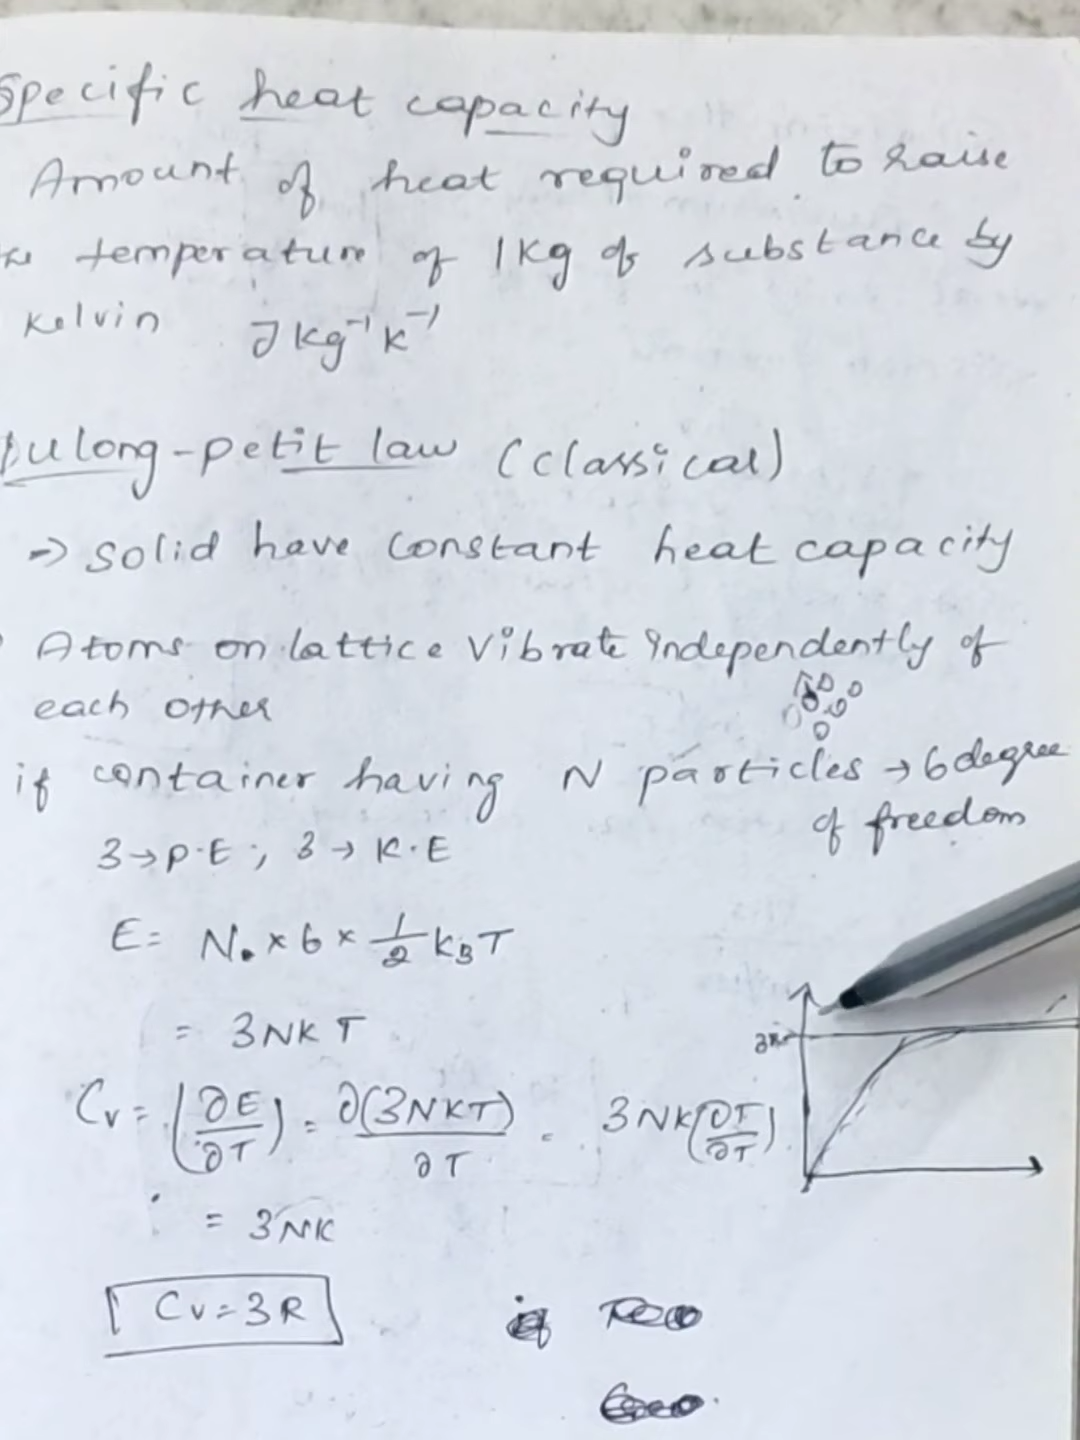 Specific heat capacity
Amount of heat required to raise
temperature of 1 Kg of substance by
Kelvin J kg⁻¹ K⁻¹
Dulong-petit law (classical)
→ solid have constant heat capacity
Atoms on lattice vibrate independently of
each other
if container having N particles → 6 degree
of freedom
3 → P.E ; 3 → K.E
E = N. × 6 × 1/2 K_B T
= 3NKT
Cv = (∂E/∂T) = ∂(3NKT)/∂T = 3NK(∂T/∂T)
= 3NK
Cv = 3R